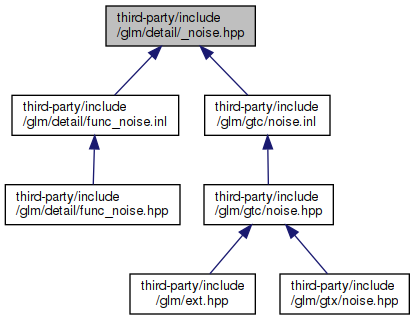 third-party/include
/glm/detail/_noise.hpp
third-party/include
/glm/detail/func_noise.inl
third-party/include
/glm/gtc/noise.inl
third-party/include
/glm/detail/func_noise.hpp
third-party/include
/glm/gtc/noise.hpp
third-party/include
/glm/ext.hpp
third-party/include
/glm/gtx/noise.hpp